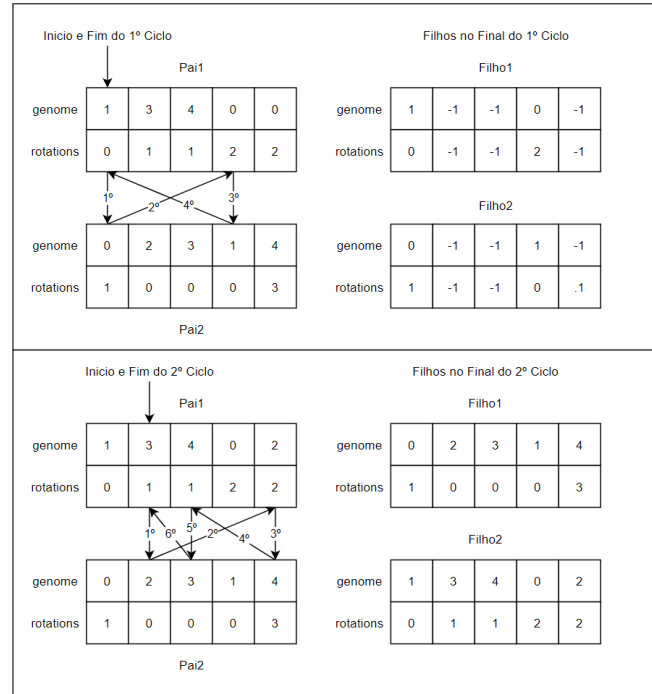 Inicio e Fim do 1º Ciclo
Filhos no Final do 1º Ciclo
Pai1
Filho1
genome 1 3 4 0 0
genome 1 -1 -1 0 -1
rotations 0 1 1 2 2
rotations 0 -1 -1 2 -1
1º 2º 4º 3º
Filho2
genome 0 2 3 1 4
genome 0 -1 -1 1 -1
rotations 1 0 0 0 3
rotations 1 -1 -1 0 .1
Pai2
Inicio e Fim do 2º Ciclo
Filhos no Final do 2º Ciclo
Pai1
Filho1
genome 1 3 4 0 2
genome 0 2 3 1 4
rotations 0 1 1 2 2
rotations 1 0 0 0 3
1º 6º 5º 2º 4º 3º
Filho2
genome 0 2 3 1 4
genome 1 3 4 0 2
rotations 1 0 0 0 3
rotations 0 1 1 2 2
Pai2